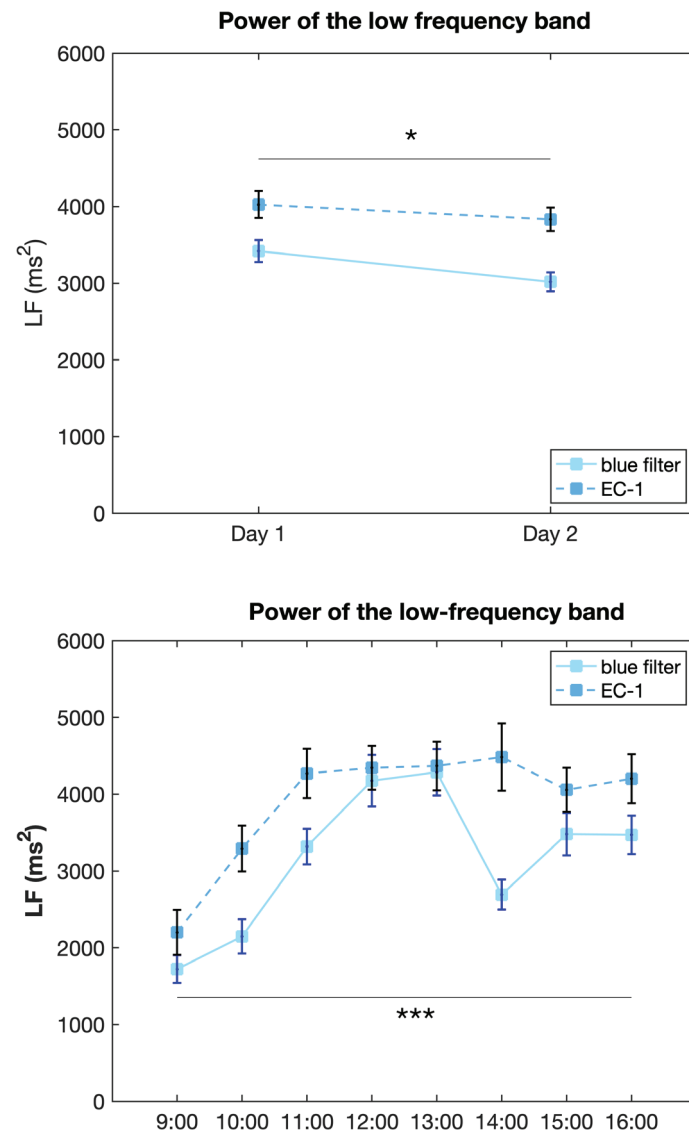 Power of the low frequency band
6000
5000
4000
3000
2000
1000
0
LF (ms²)
*
blue filter
EC-1
Day 1 Day 2
Power of the low-frequency band
6000
5000
4000
3000
2000
1000
0
LF (ms²)
blue filter
EC-1
***
9:00 10:00 11:00 12:00 13:00 14:00 15:00 16:00